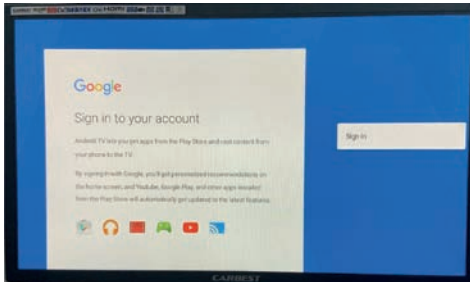 Google
Sign in to your account
Android TV lets you get apps from the Play Store and cast content from
your phone to the TV.
By signing in with Google, you'll get personalized recommendations on
the home screen, and Youtube, Google Play, and other apps installed
from the Play Store will automatically get updated to the latest features.
Sign in
CARBEST